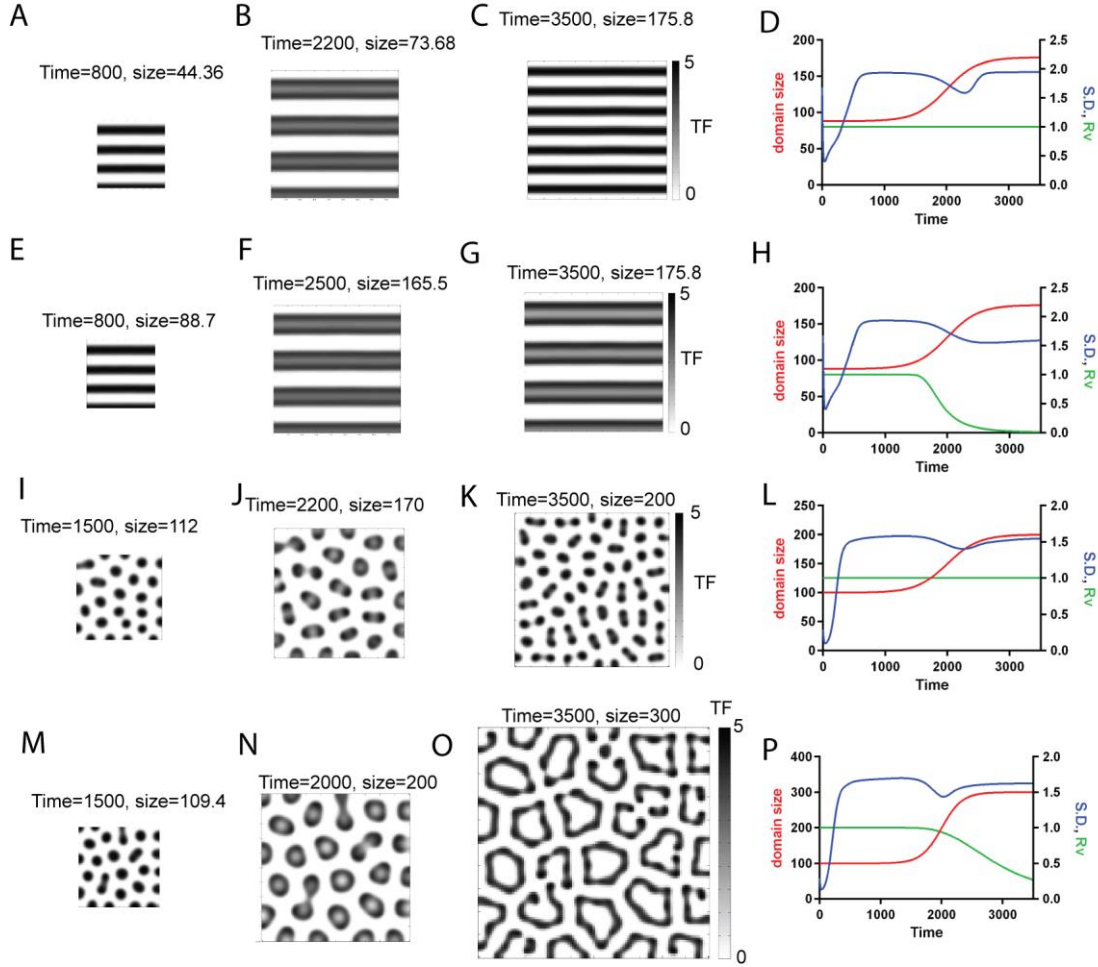 A
Time=800, size=44.36
B
Time=2200, size=73.68
C
Time=3500, size=175.8
5
TF
0
D
200
150
100
50
0
domain size
2.5
2.0
1.5
1.0
0.5
0.0
S.D., Rv
0 1000 2000 3000
Time
E
Time=800, size=88.7
F
Time=2500, size=165.5
G
Time=3500, size=175.8
5
TF
0
H
200
150
100
50
0
domain size
2.5
2.0
1.5
1.0
0.5
0.0
S.D., Rv
0 1000 2000 3000
Time
I
Time=1500, size=112
J
Time=2200, size=170
K
Time=3500, size=200
5
TF
0
L
250
200
150
100
50
0
domain size
2.0
1.5
1.0
0.5
0.0
S.D., Rv
0 1000 2000 3000
Time
M
Time=1500, size=109.4
N
Time=2000, size=200
O
Time=3500, size=300
TF
5
0
P
400
300
200
100
0
domain size
2.0
1.5
1.0
0.5
0.0
S.D., Rv
0 1000 2000 3000
Time